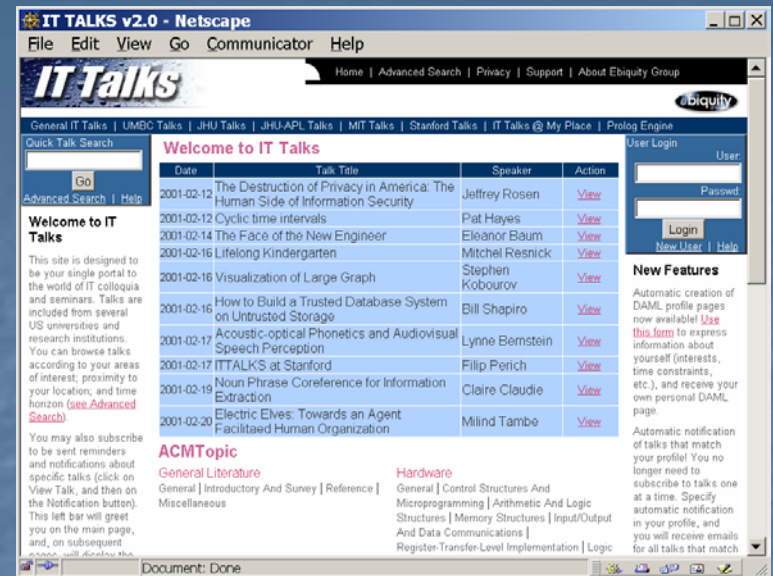 IT TALKS v2.0 - Netscape
File Edit View Go Communicator Help
IT Talks
Home | Advanced Search | Privacy | Support | About Ebiquity Group
ebiquity
General IT Talks | UMBC Talks | JHU Talks | JHU-APL Talks | MIT Talks | Stanford Talks | IT Talks @ My Place | Prolog Engine
Quick Talk Search
Go
Advanced Search | Help
Welcome to IT
Talks
This site is designed to
be your single portal to
the world of IT colloquia
and seminars. Talks are
included from several
US universities and
research institutions.
You can browse talks
according to your areas
of interest; proximity to
your location; and time
horizon (see Advanced
Search).
You may also subscribe
to be sent reminders
and notifications about
specific talks (click on
View Talk, and then on
the Notification button).
This left bar will greet
you on the main page,
and, on subsequent
pages, will display the
Welcome to IT Talks
Date Talk Title Speaker Action
2001-02-12 The Destruction of Privacy in America: The
Human Side of Information Security Jeffrey Rosen View
2001-02-12 Cyclic time intervals Pat Hayes View
2001-02-14 The Face of the New Engineer Eleanor Baum View
2001-02-16 Lifelong Kindergarten Mitchel Resnick View
2001-02-16 Visualization of Large Graph Stephen
Kobourov View
2001-02-16 How to Build a Trusted Database System
on Untrusted Storage Bill Shapiro View
2001-02-17 Acoustic-optical Phonetics and Audiovisual
Speech Perception Lynne Bernstein View
2001-02-17 ITTALKS at Stanford Filip Perich View
2001-02-19 Noun Phrase Coreference for Information
Extraction Claire Claudie View
2001-02-20 Electric Elves: Towards an Agent
Facilitaed Human Organization Milind Tambe View
ACMTopic
General Literature
General | Introductory And Survey | Reference |
Miscellaneous
Hardware
General | Control Structures And
Microprogramming | Arithmetic And Logic
Structures | Memory Structures | Input/Output
And Data Communications |
Register-Transfer-Level Implementation | Logic
User Login
User:
Passwd:
Login
New User | Help
New Features
Automatic creation of
DAML profile pages
now available! Use
this form to express
information about
yourself (interests,
time constraints,
etc.), and receive your
own personal DAML
page.
Automatic notification
of talks that match
your profile! You no
longer need to
subscribe to talks one
at a time. Specify
automatic notification
in your profile, and
you will receive emails
for all talks that match
Document: Done